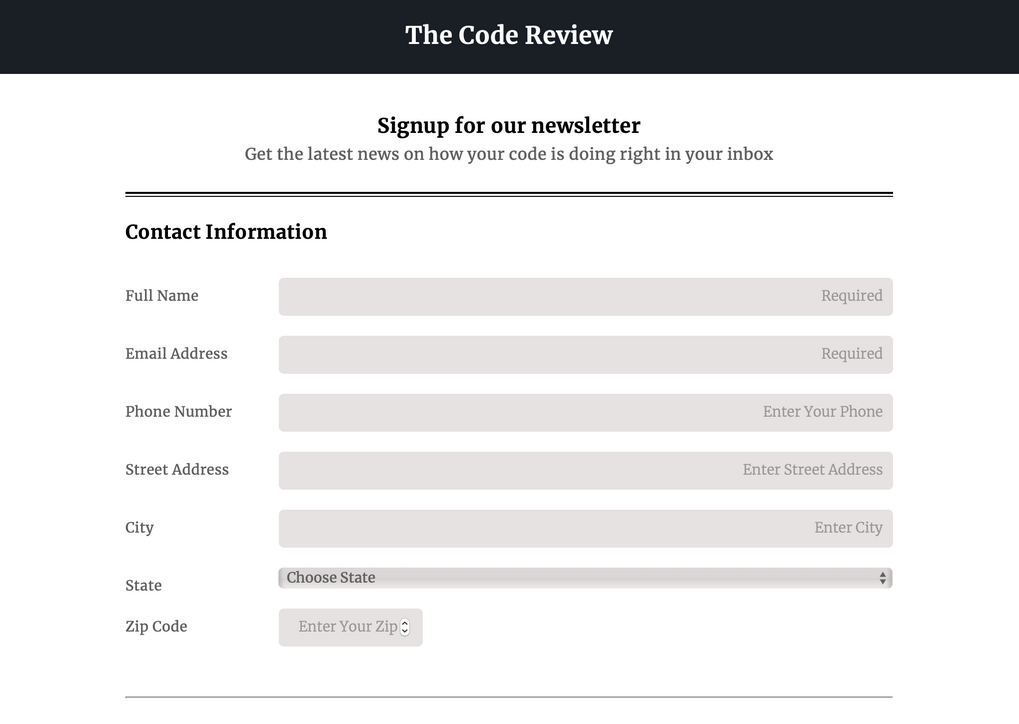 The Code Review
Signup for our newsletter
Get the latest news on how your code is doing right in your inbox
Contact Information
Full Name
Required
Email Address
Required
Phone Number
Enter Your Phone
Street Address
Enter Street Address
City
Enter City
State
Choose State
Zip Code
Enter Your Zip